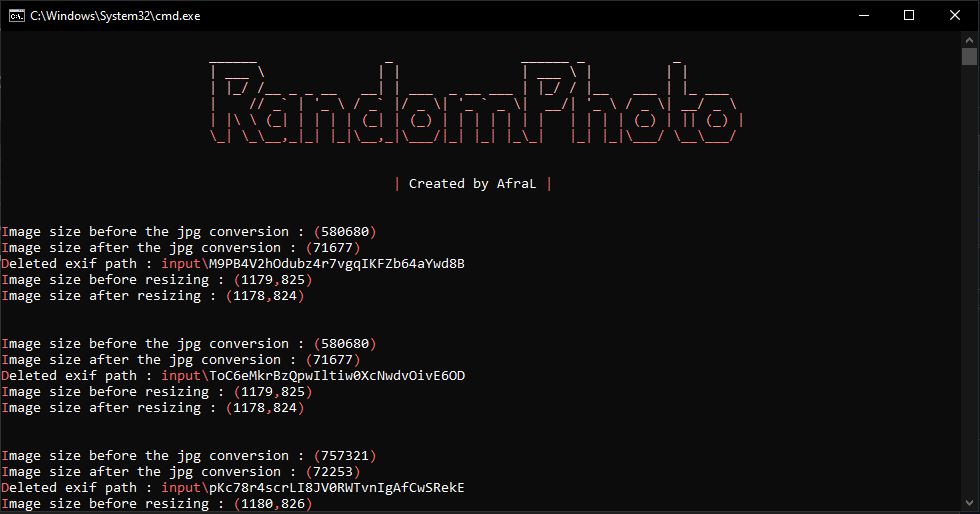 C:\Windows\System32\cmd.exe
RandomPhoto
| Created by AfraL |
Image size before the jpg conversion : (580680)
Image size after the jpg conversion : (71677)
Deleted exif path : input\M9PB4V2hOdubz4r7vgqIKFZb64aYwd8B
Image size before resizing : (1179,825)
Image size after resizing : (1178,824)
Image size before the jpg conversion : (580680)
Image size after the jpg conversion : (71677)
Deleted exif path : input\ToC6eMkrBzQpwIltiw0XcNwdvOivE6OD
Image size before resizing : (1179,825)
Image size after resizing : (1178,824)
Image size before the jpg conversion : (757321)
Image size after the jpg conversion : (72253)
Deleted exif path : input\pKc78r4scrLI8JV0RWTvnIgAfCwSRekE
Image size before resizing : (1180,826)